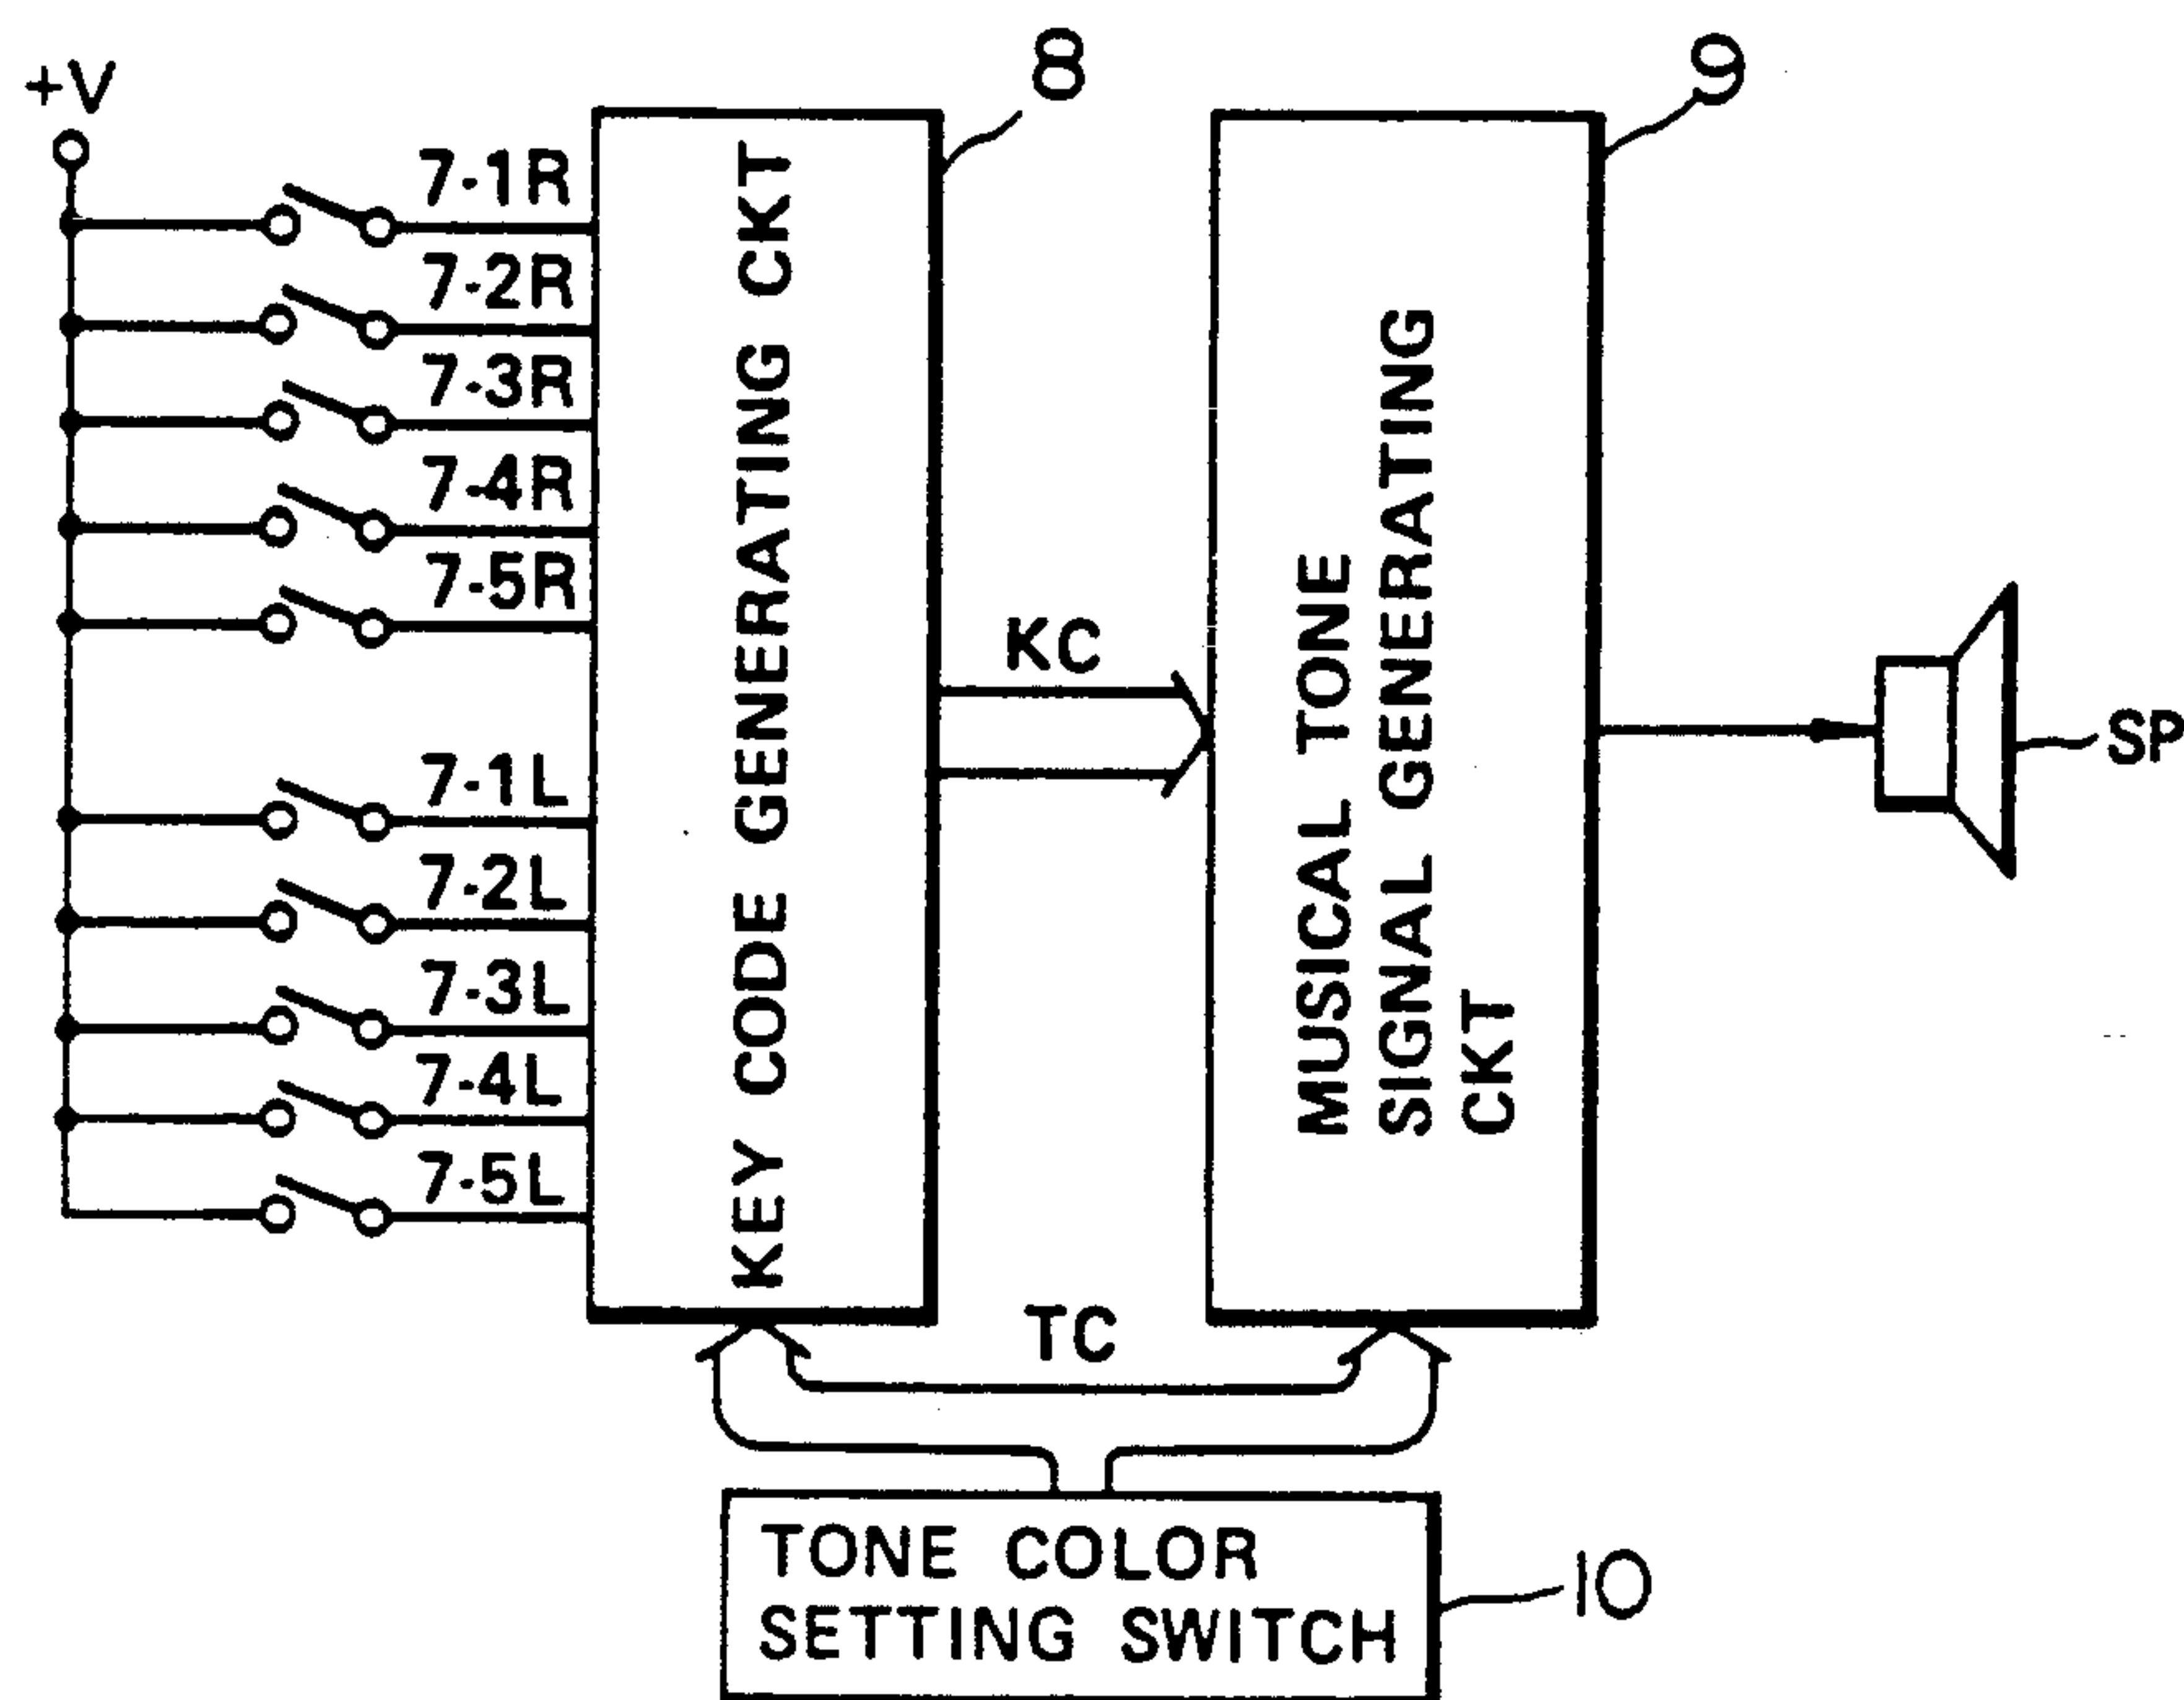 +V
8
9
7-1R
7-2R
7-3R
7-4R
7-5R
7-1L
7-2L
7-3L
7-4L
7-5L
KEY CODE GENERATING CKT
KC
MUSICAL TONE
SIGNAL GENERATING
CKT
SP
TC
TONE COLOR
SETTING SWITCH
10